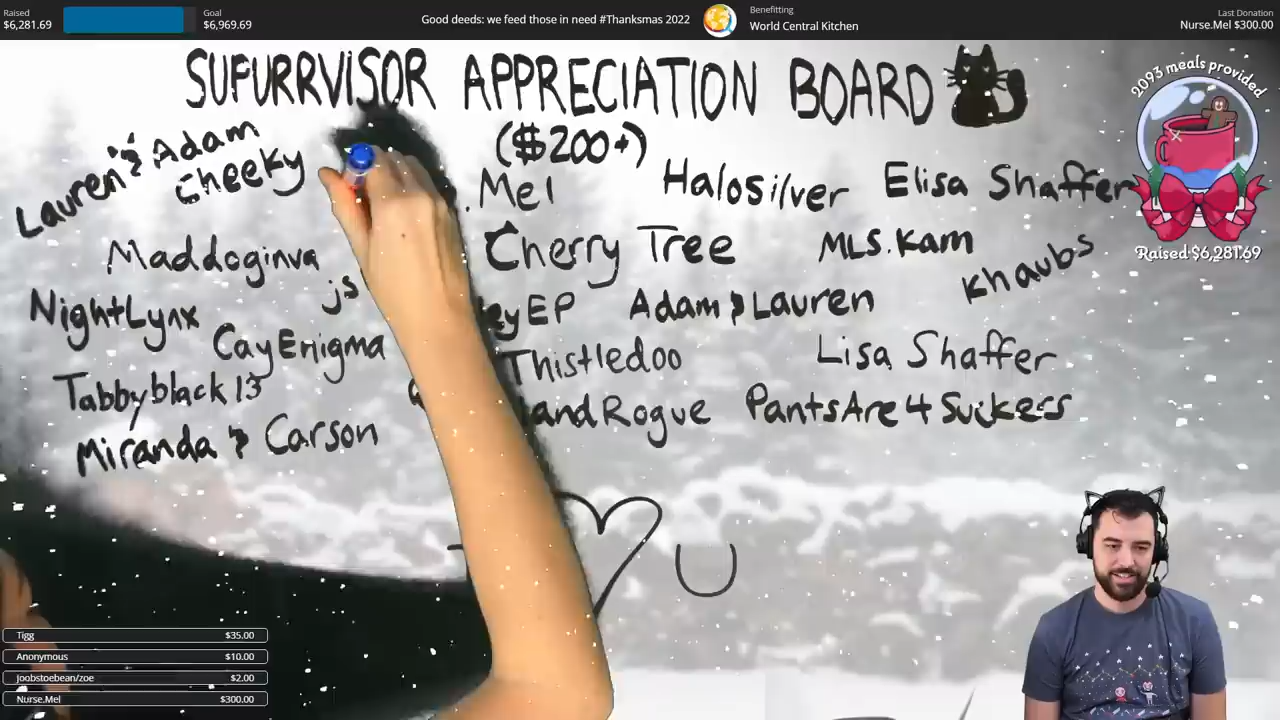 Raised
$6,281.69
Goal
$6,969.69
Good deeds: we feed those in need #Thanksmas 2022
Benefitting
World Central Kitchen
Last Donation
Nurse.Mel $300.00
SUFURRVISOR APPRECIATION BOARD
($200+)
2093 meals provided
Raised $6,281.69
Lauren & Adam
Cheeky
. Mel
Halosilver
Elisa Shaffer
Maddoginva
Cherry Tree
MLS.Kam
Khaubs
NightLynx
js
eyEP
Adam & Lauren
CayEnigma
Thistledoo
Lisa Shaffer
Tabbyblack13
andRogue
PantsAre4Suckers
Miranda & Carson
U
Tigg $35.00
Anonymous $10.00
Joobstoebean/zoe $2.00
Nurse.Mel $300.00